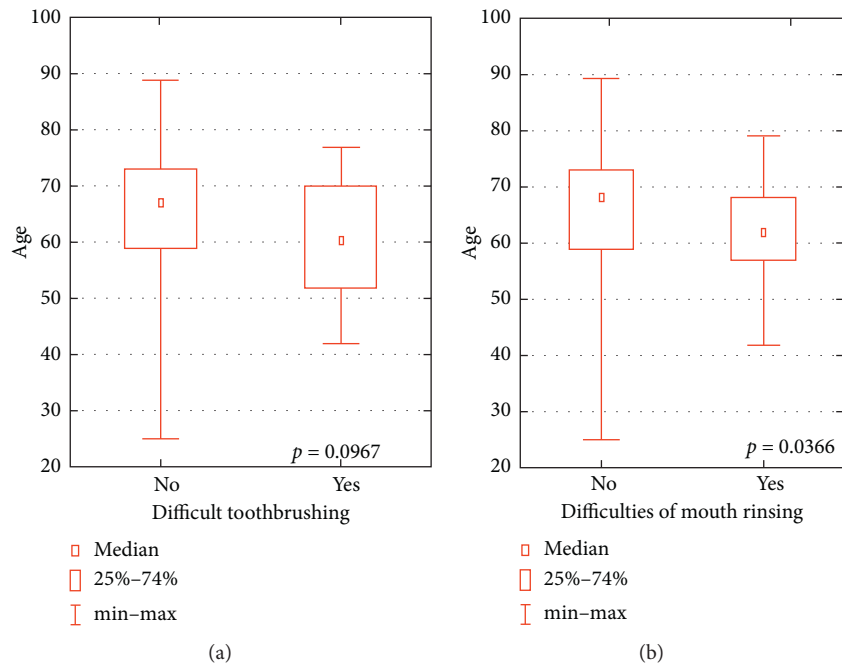 100
90
80
70
60
50
40
30
20
Age
p = 0.0967
No Yes
Difficult toothbrushing
Median
25%–74%
min–max
(a)
100
90
80
70
60
50
40
30
20
Age
p = 0.0366
No Yes
Difficulties of mouth rinsing
Median
25%–74%
min–max
(b)